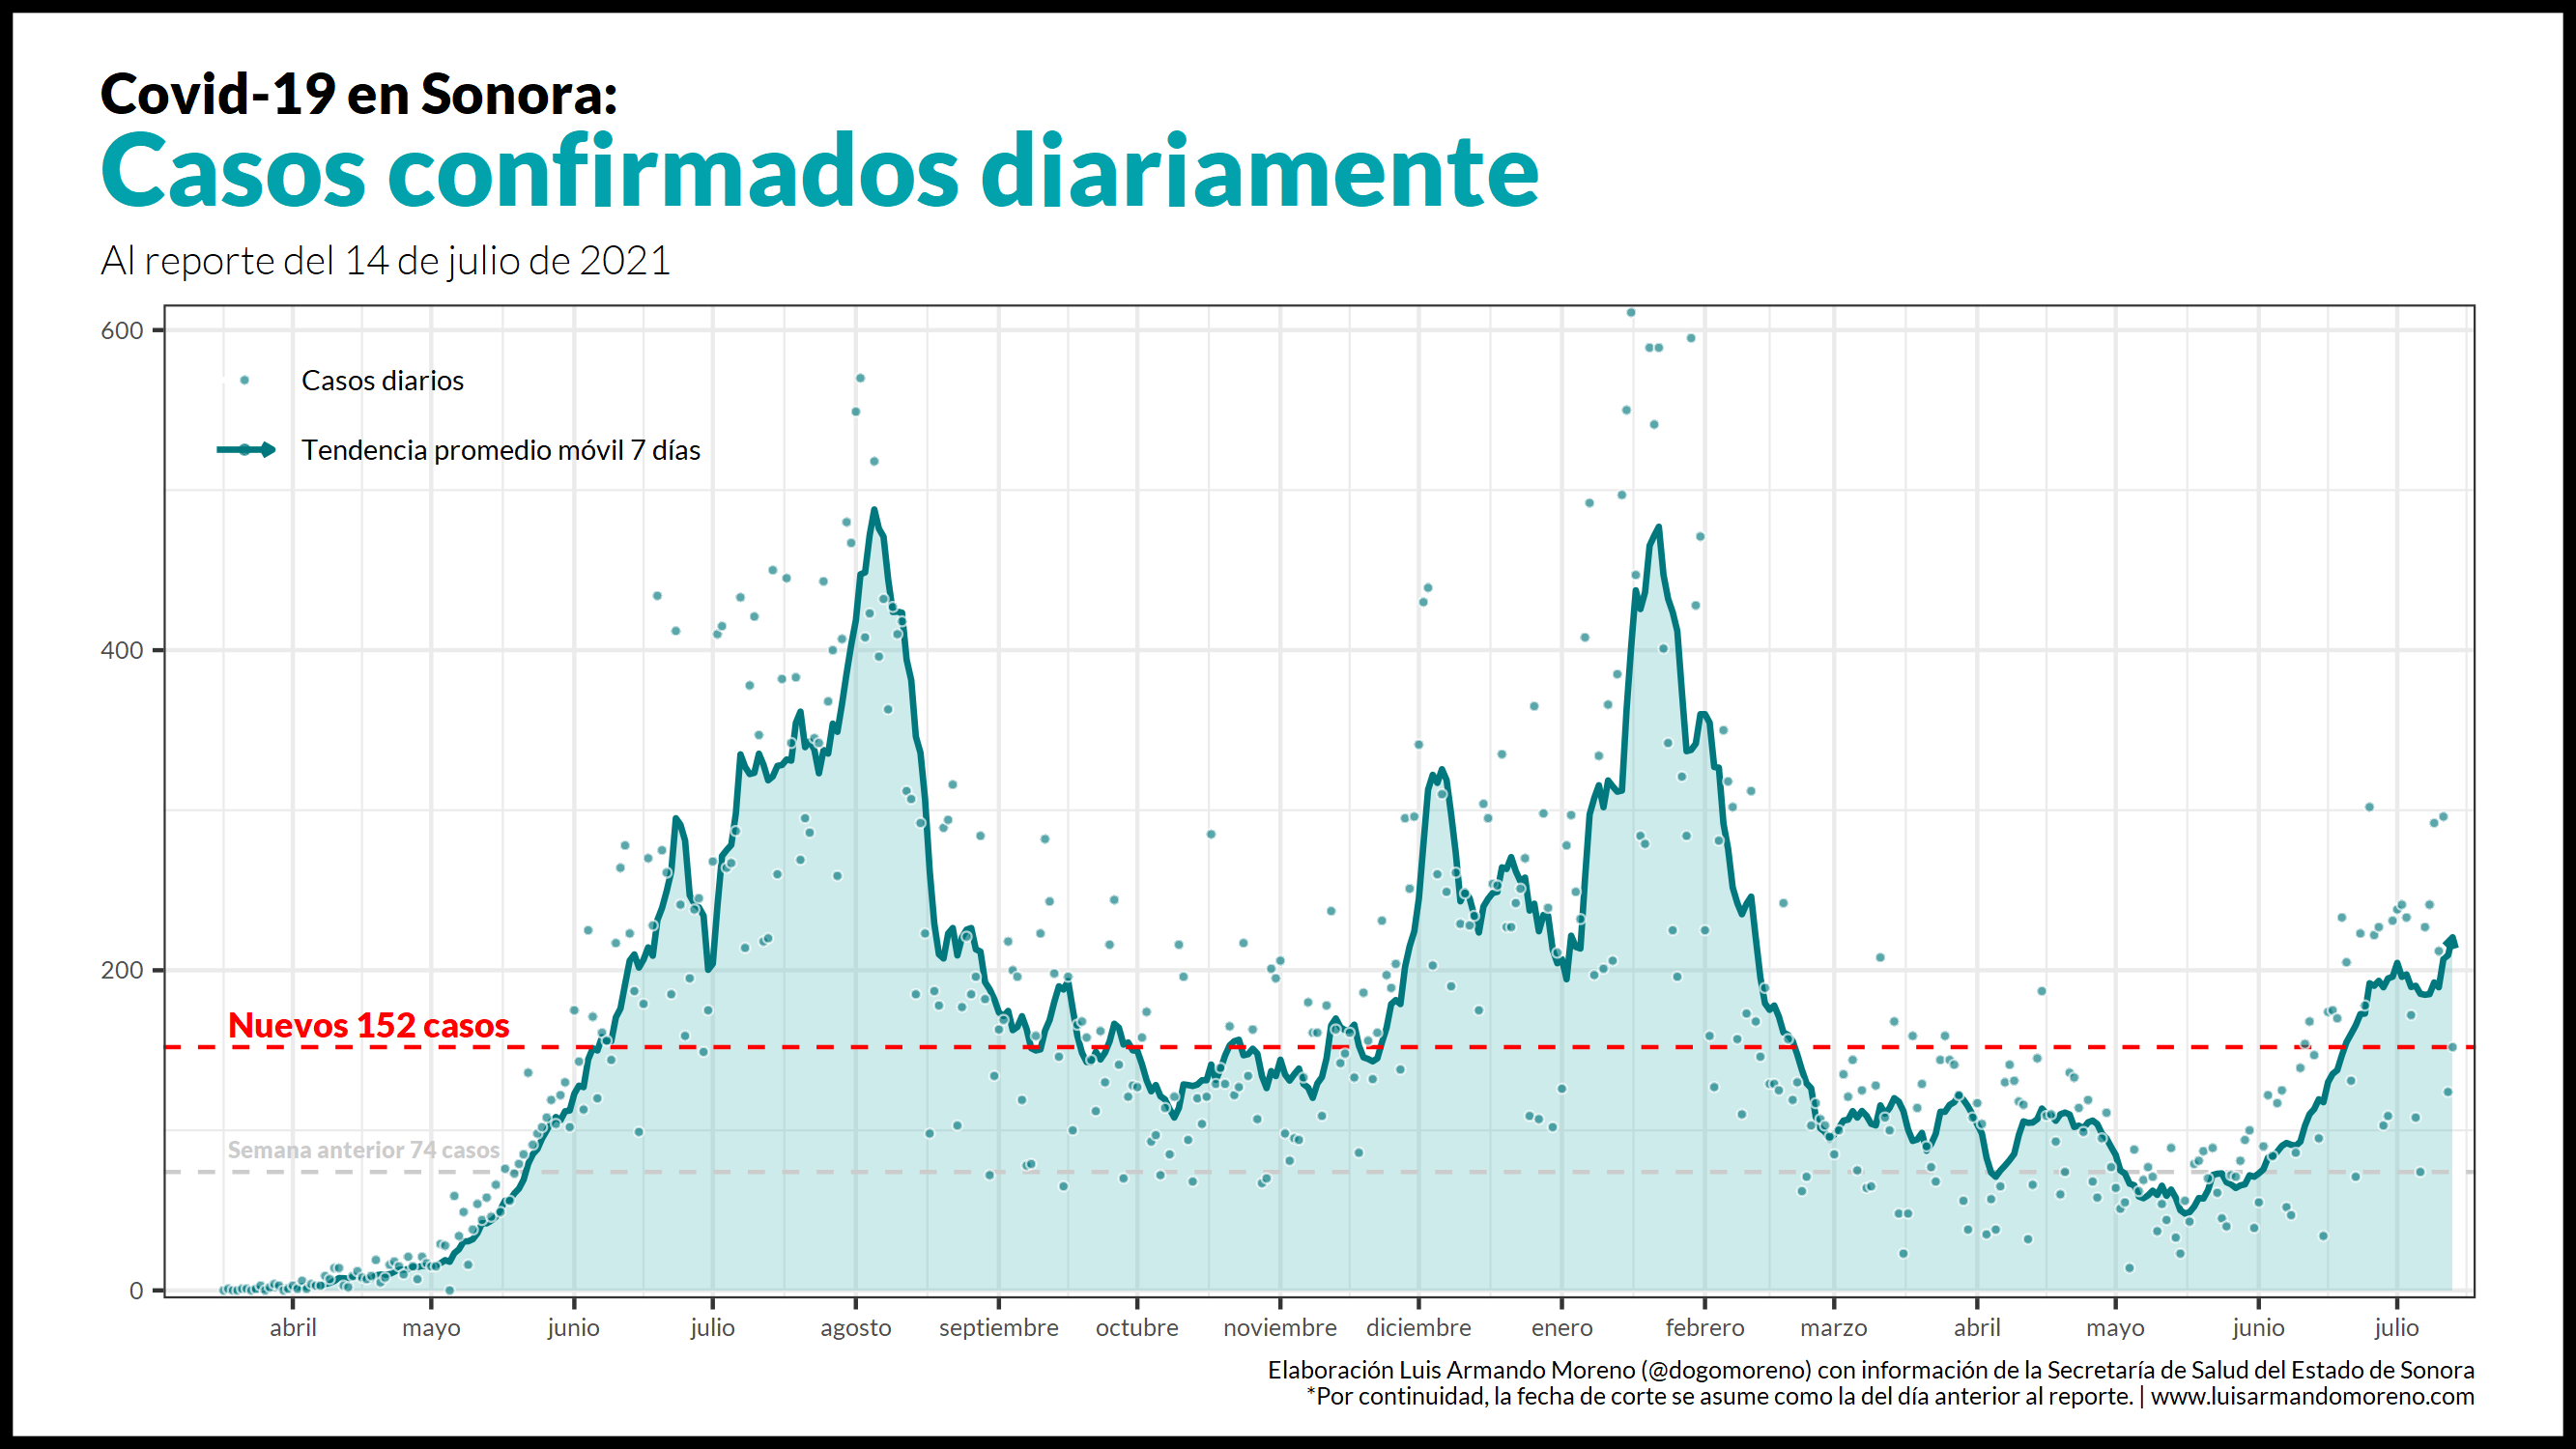 Covid-19 en Sonora:
Casos confirmados diariamente
Al reporte del 14 de julio de 2021
600
400
200
0
Casos diarios
Tendencia promedio móvil 7 días
Nuevos 152 casos
Semana anterior 74 casos
abril mayo junio julio agosto septiembre octubre noviembre diciembre enero febrero marzo abril mayo junio julio
Elaboración Luis Armando Moreno (@dogomoreno) con información de la Secretaría de Salud del Estado de Sonora
*Por continuidad, la fecha de corte se asume como la del día anterior al reporte. | www.luisarmandomoreno.com